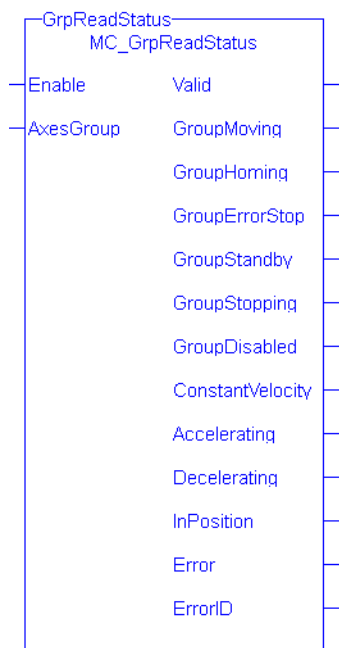 GrpReadStatus
MC_GrpReadStatus
Enable Valid
AxesGroup GroupMoving
GroupHoming
GroupErrorStop
GroupStandby
GroupStopping
GroupDisabled
ConstantVelocity
Accelerating
Decelerating
InPosition
Error
ErrorID